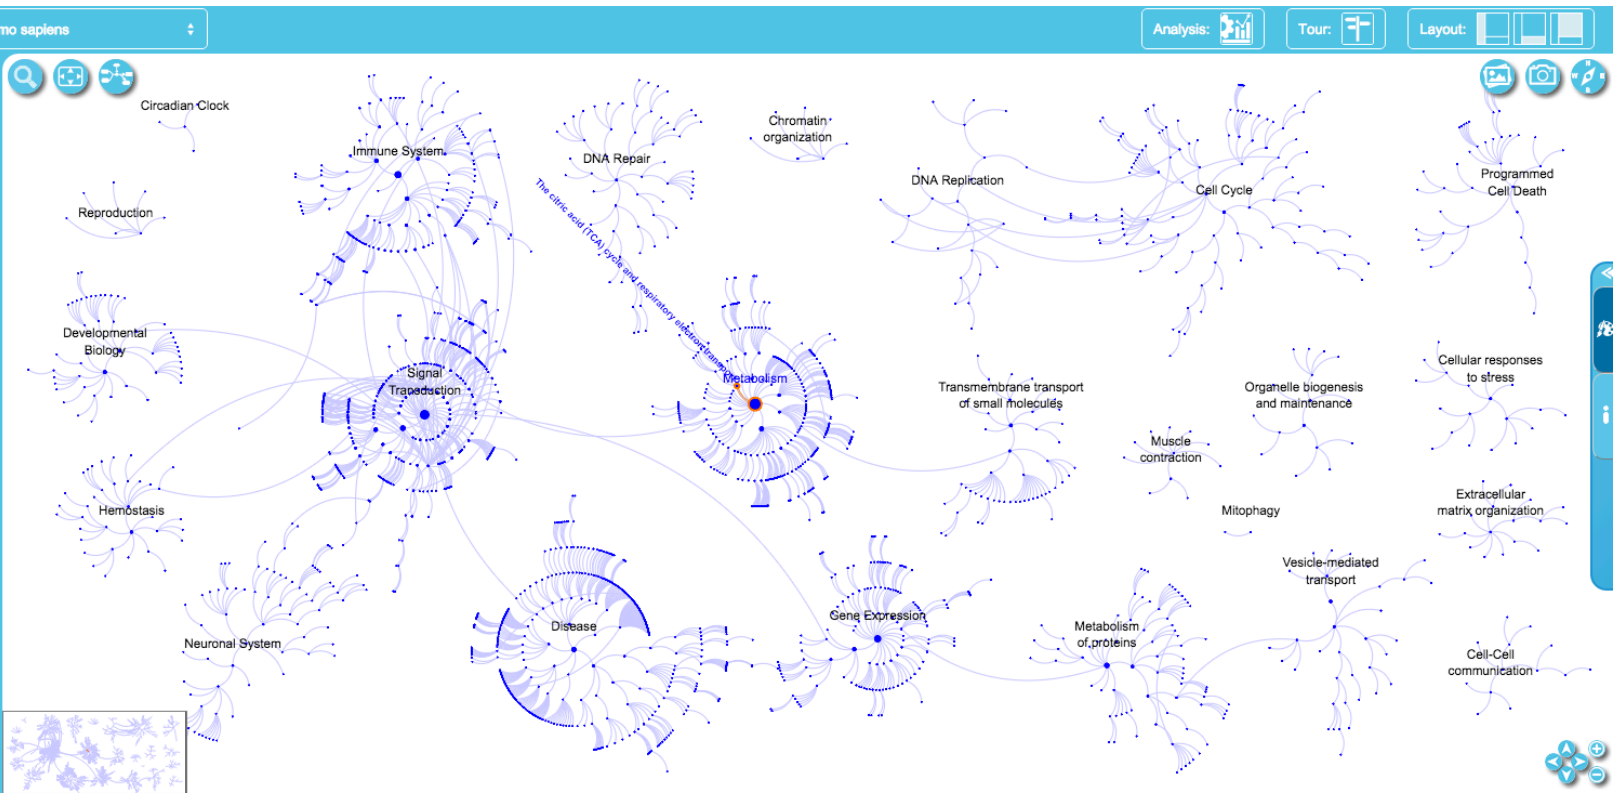 mo sapiens
Analysis:
Tour:
Layout:
Circadian Clock
Immune System
DNA Repair
Chromatin
organization
DNA Replication
Cell Cycle
Programmed
Cell Death
Reproduction
The citric acid (TCA) cycle and respiratory electron transport
Developmental
Biology
Signal
Transduction
Metabolism
Transmembrane transport
of small molecules
Organelle biogenesis
and maintenance
Cellular responses
to stress
Muscle
contraction
Hemostasis
Mitophagy
Extracellular
matrix organization
Vesicle-mediated
transport
Neuronal System
Disease
Gene Expression
Metabolism
of proteins
Cell-Cell
communication